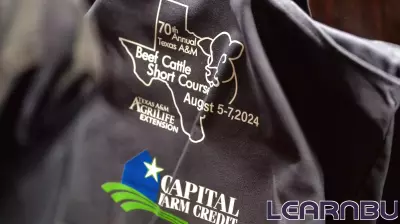 70th Annual
Texas A&M
Beef Cattle
Short Course
August 5-7, 2024
TEXAS A&M
AGRILIFE
EXTENSION
CAPITAL
FARM CREDIT
LEARNBU